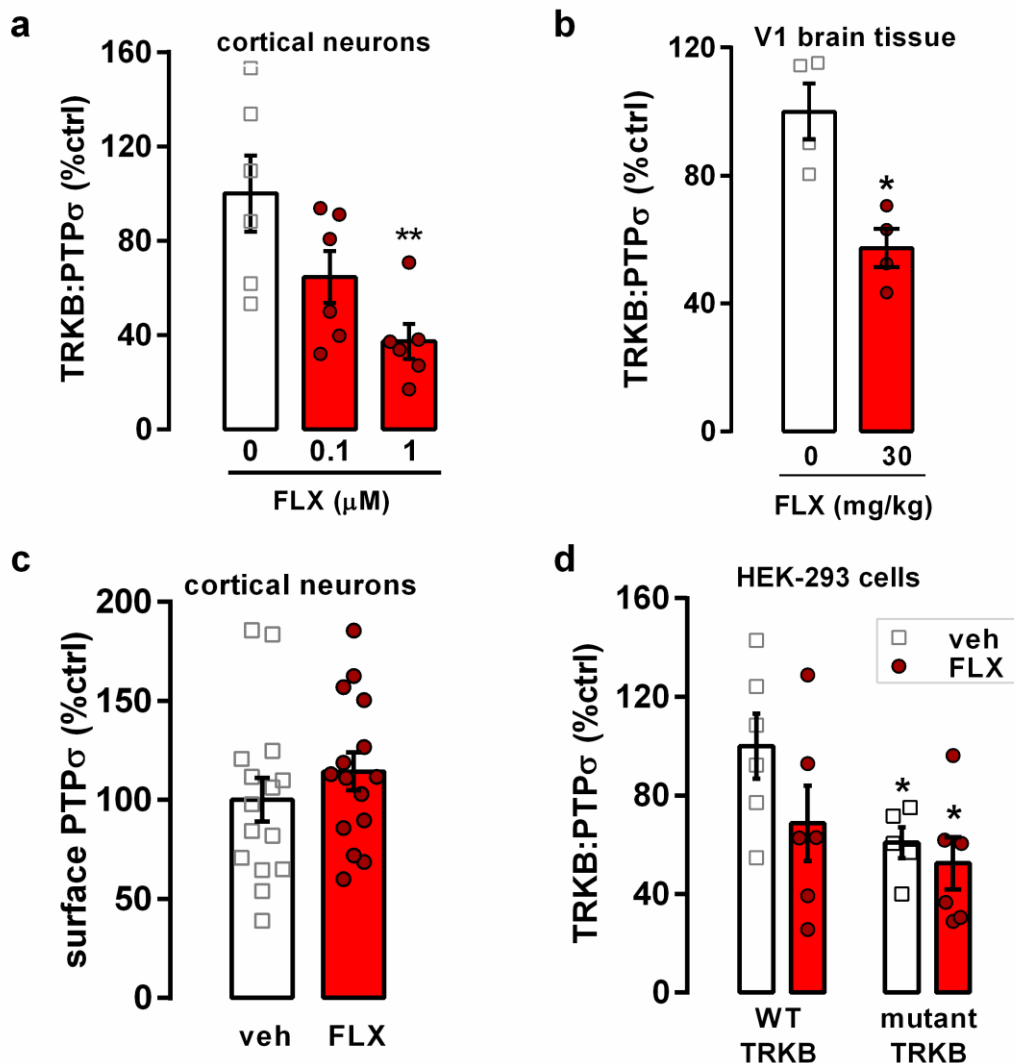 a
cortical neurons
TRKB:PTPσ (%ctrl)
160
120
80
40
0
**
0 0.1 1
FLX (μM)
b
V1 brain tissue
TRKB:PTPσ (%ctrl)
120
80
40
0
*
0 30
FLX (mg/kg)
c
cortical neurons
surface PTPσ (%ctrl)
200
150
100
50
0
veh FLX
d
HEK-293 cells
TRKB:PTPσ (%ctrl)
160
120
80
40
0
veh
FLX
*
*
WT mutant
TRKB TRKB